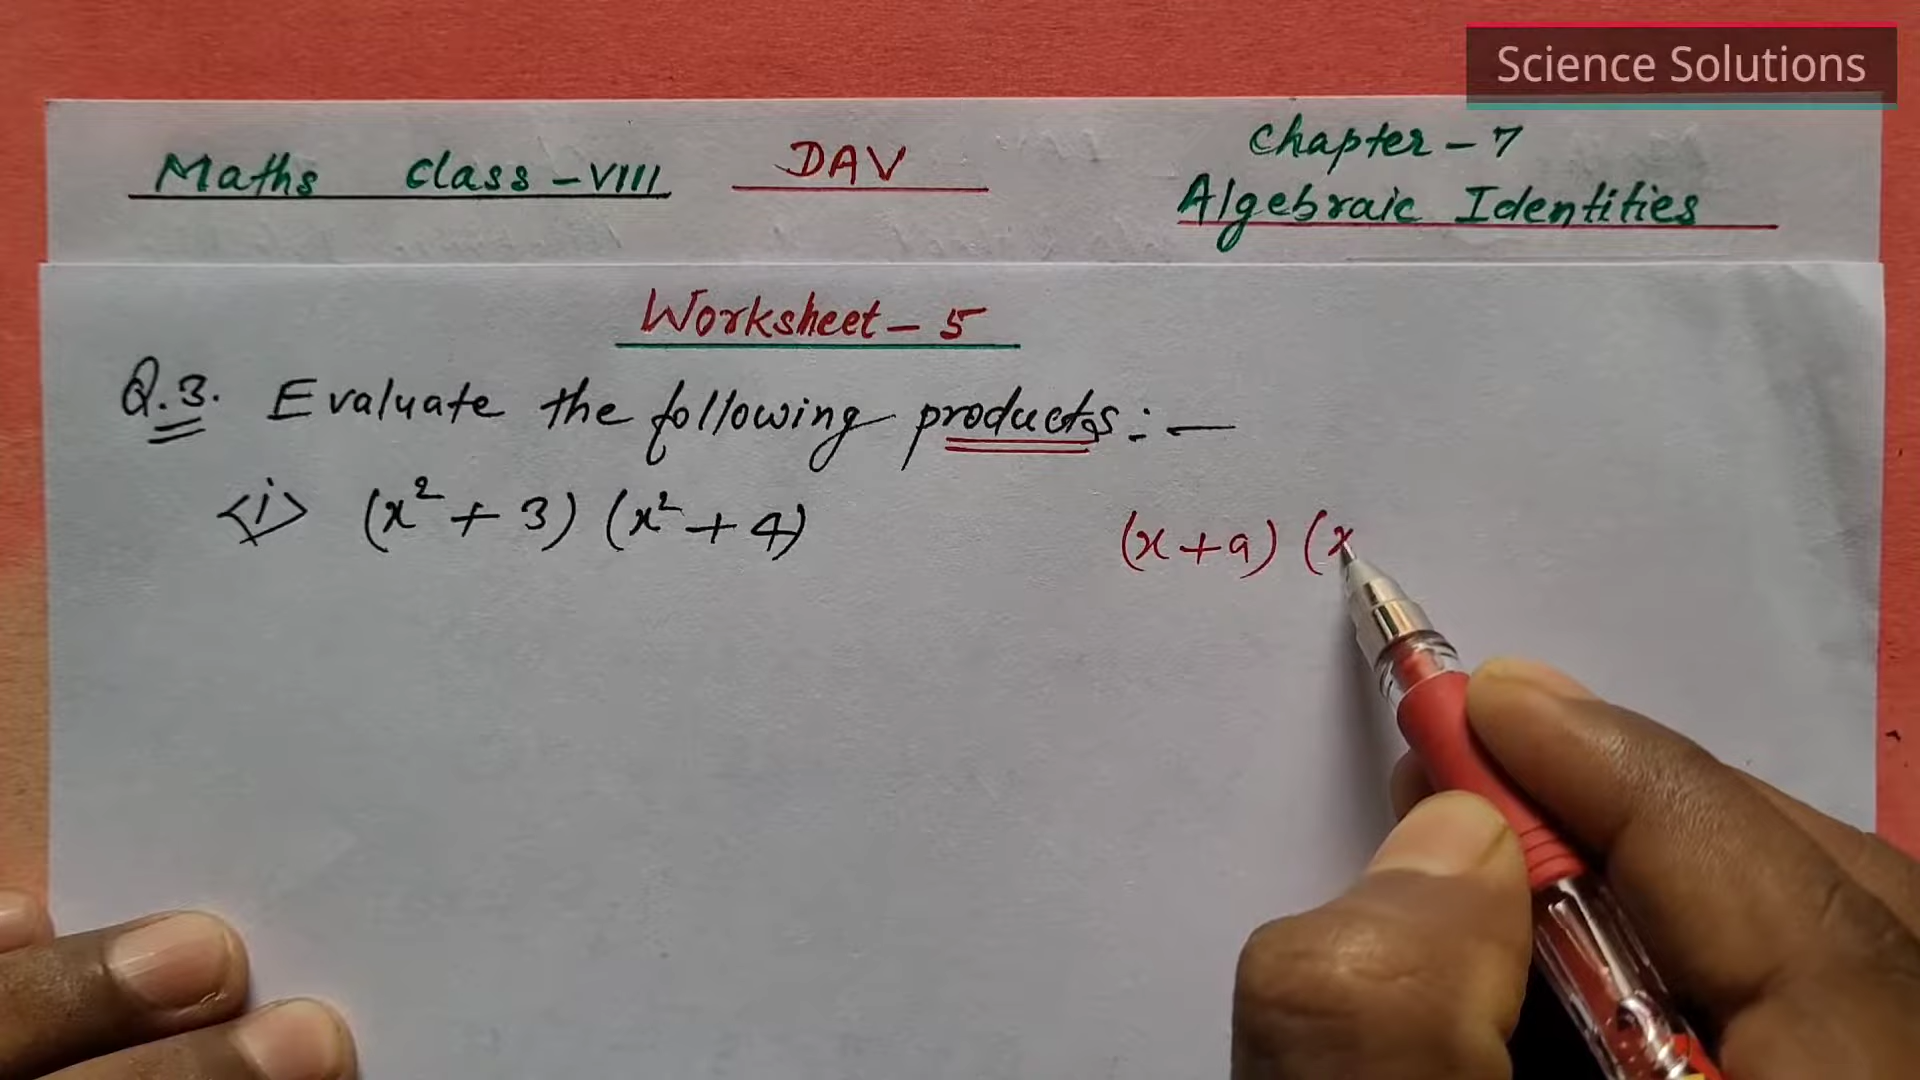 Science Solutions
Maths Class-VIII DAV Chapter-7
Algebraic Identities
Worksheet-5
Q.3. Evaluate the following products:-
<i> (x² + 3) (x² + 4) (x+a) (x